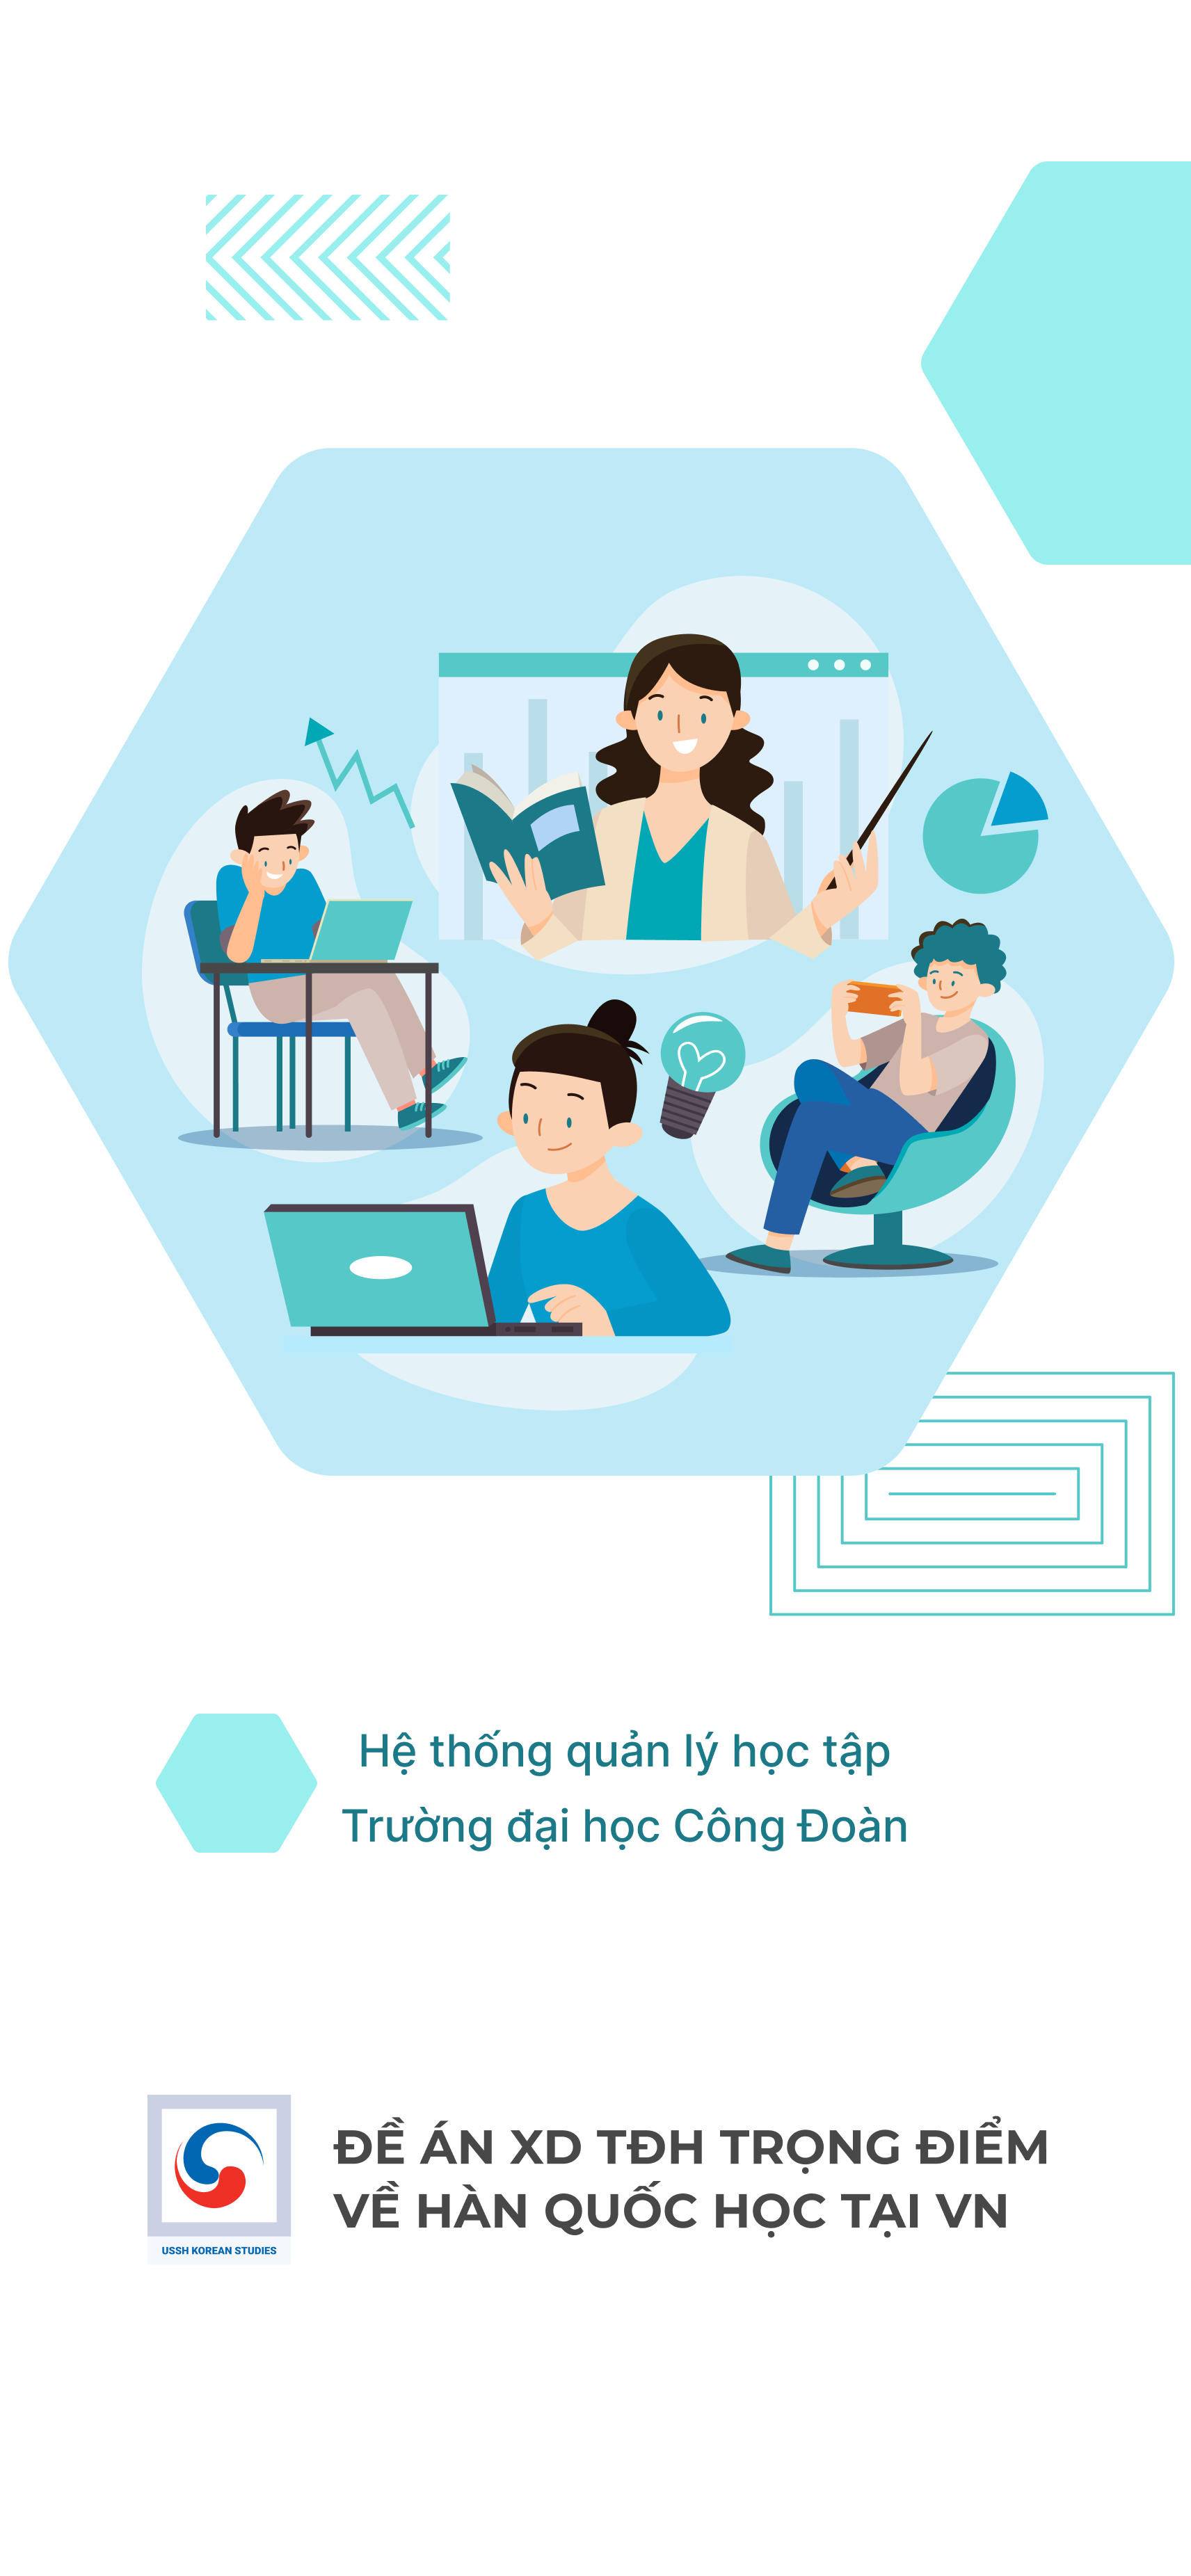 Hệ thống quản lý học tập
Trường đại học Công Đoàn
ĐỀ ÁN XD TĐH TRỌNG ĐIỂM
VỀ HÀN QUỐC HỌC TẠI VN
USSH KOREAN STUDIES